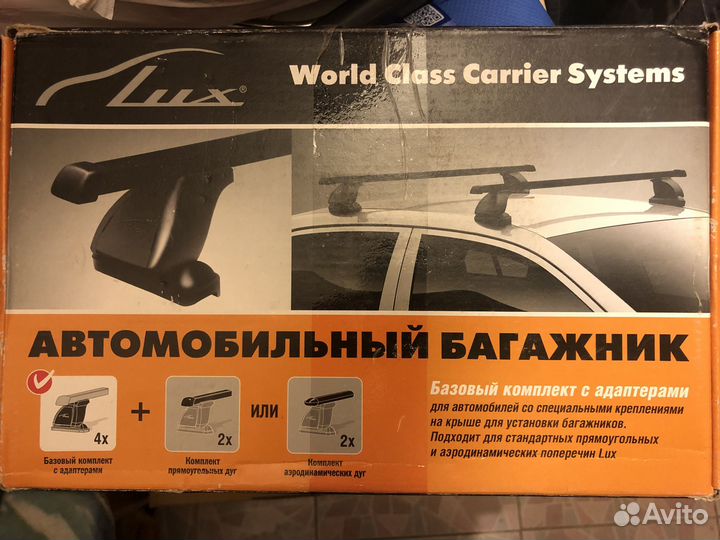 Lux®
World Class Carrier Systems
АВТОМОБИЛЬНЫЙ БАГАЖНИК
4x
+
2x
ИЛИ
2x
Базовый комплект
с адаптерами
Комплект
прямоугольных дуг
Комплект
аэродинамических дуг
Базовый комплект с адаптерами
для автомобилей со специальными креплениями
на крыше для установки багажников.
Подходит для стандартных прямоугольных
и аэродинамических поперечин Lux
Avito